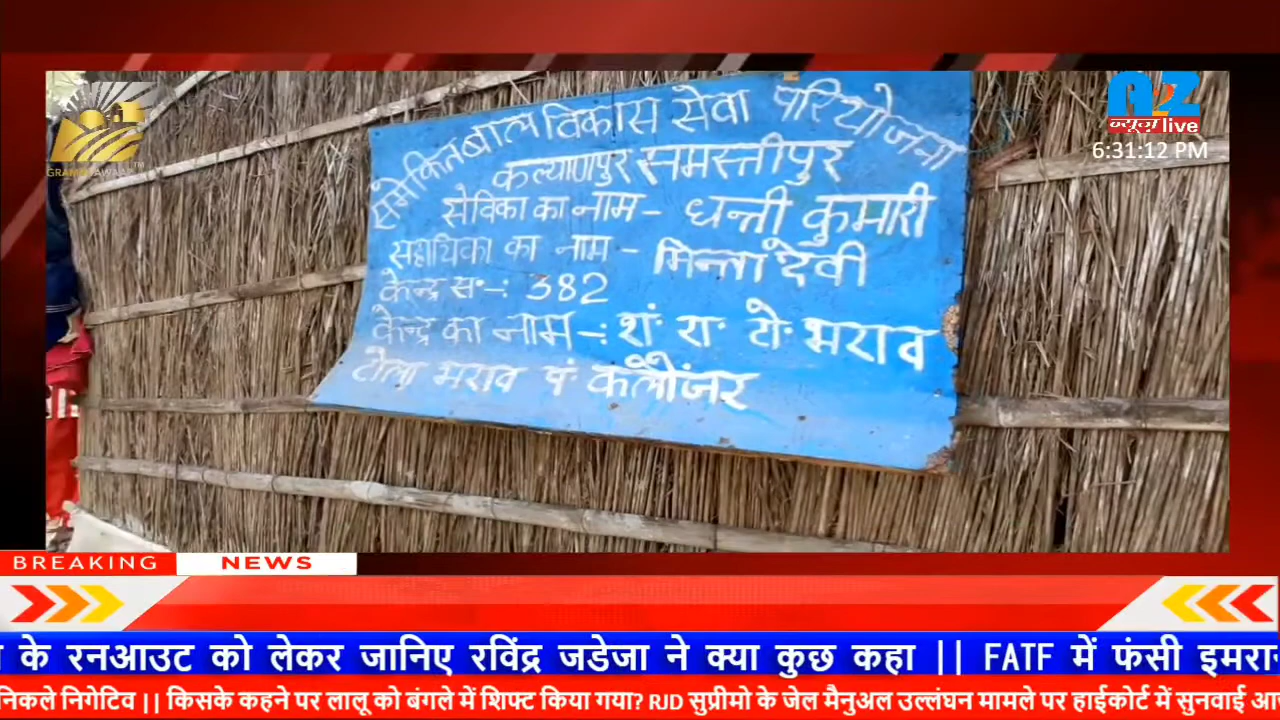 समेकित बाल विकास सेवा परियोजना
कल्याणपुर समस्तीपुर
सेविका का नाम - धन्ती कुमारी
सहायिका का नाम - मिन्ता देवी
केन्द्र स॰-: 382
केन्द्र का नाम -: शं॰ रा॰ टो॰ भराव
टोला भराव पं॰ कलौंजर
AZ
न्यूज़ live
6:31:12 PM
BREAKING NEWS
के रनआउट को लेकर जानिए रविंद्र जडेजा ने क्या कुछ कहा || FATF में फंसी इमरा
निकले निगेटिव || किसके कहने पर लालू को बंगले में शिफ्ट किया गया? RJD सुप्रीमो के जेल मैनुअल उल्लंघन मामले पर हाईकोर्ट में सुनवाई आ